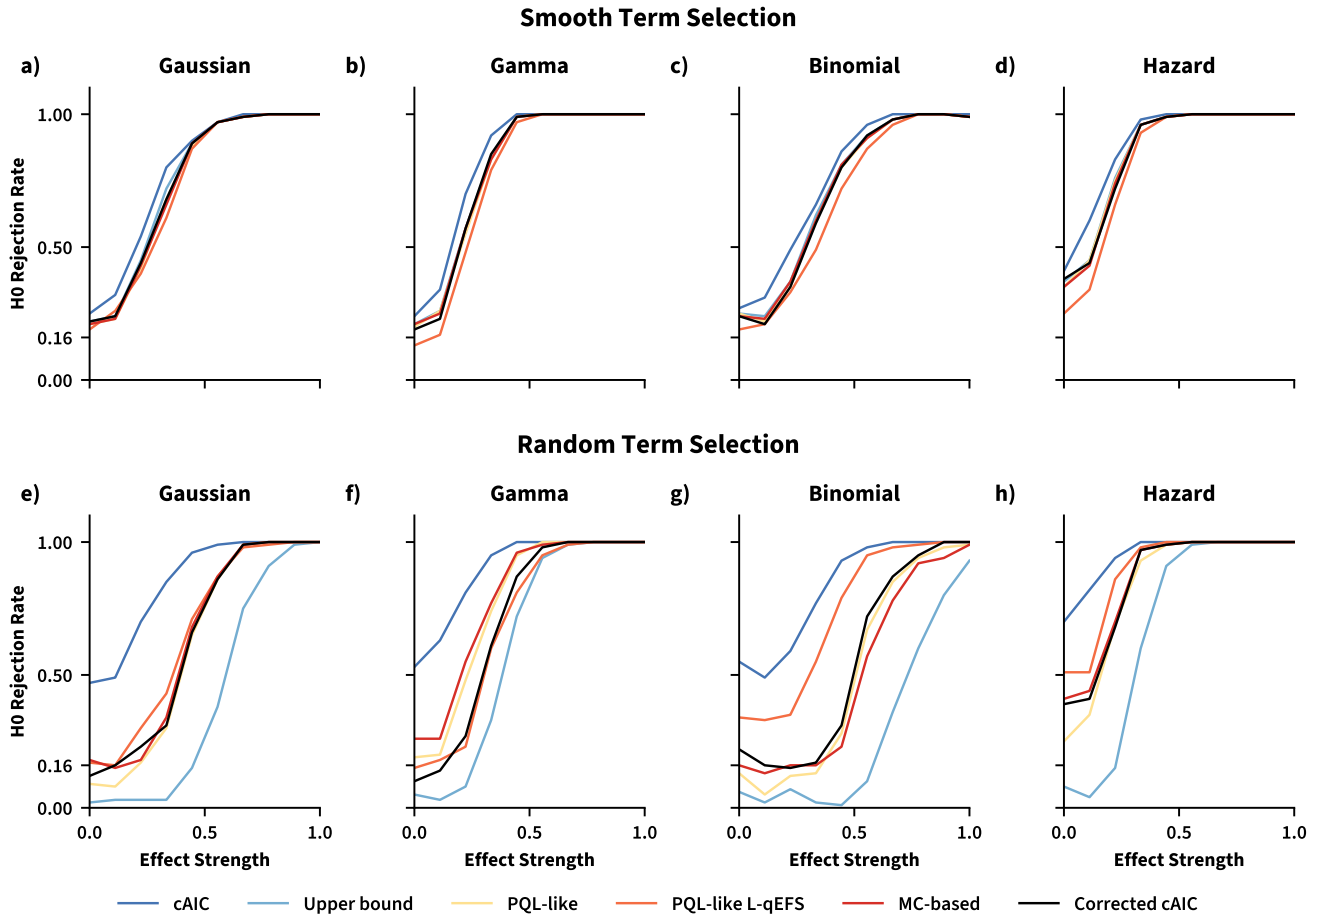 Smooth Term Selection
a) Gaussian b) Gamma c) Binomial d) Hazard
H0 Rejection Rate
1.00
0.50
0.16
0.00
Random Term Selection
e) Gaussian f) Gamma g) Binomial h) Hazard
H0 Rejection Rate
1.00
0.50
0.16
0.00
0.0 0.5 1.0 0.0 0.5 1.0 0.0 0.5 1.0 0.0 0.5 1.0
Effect Strength Effect Strength Effect Strength Effect Strength
cAIC Upper bound PQL-like PQL-like L-qEFS MC-based Corrected cAIC